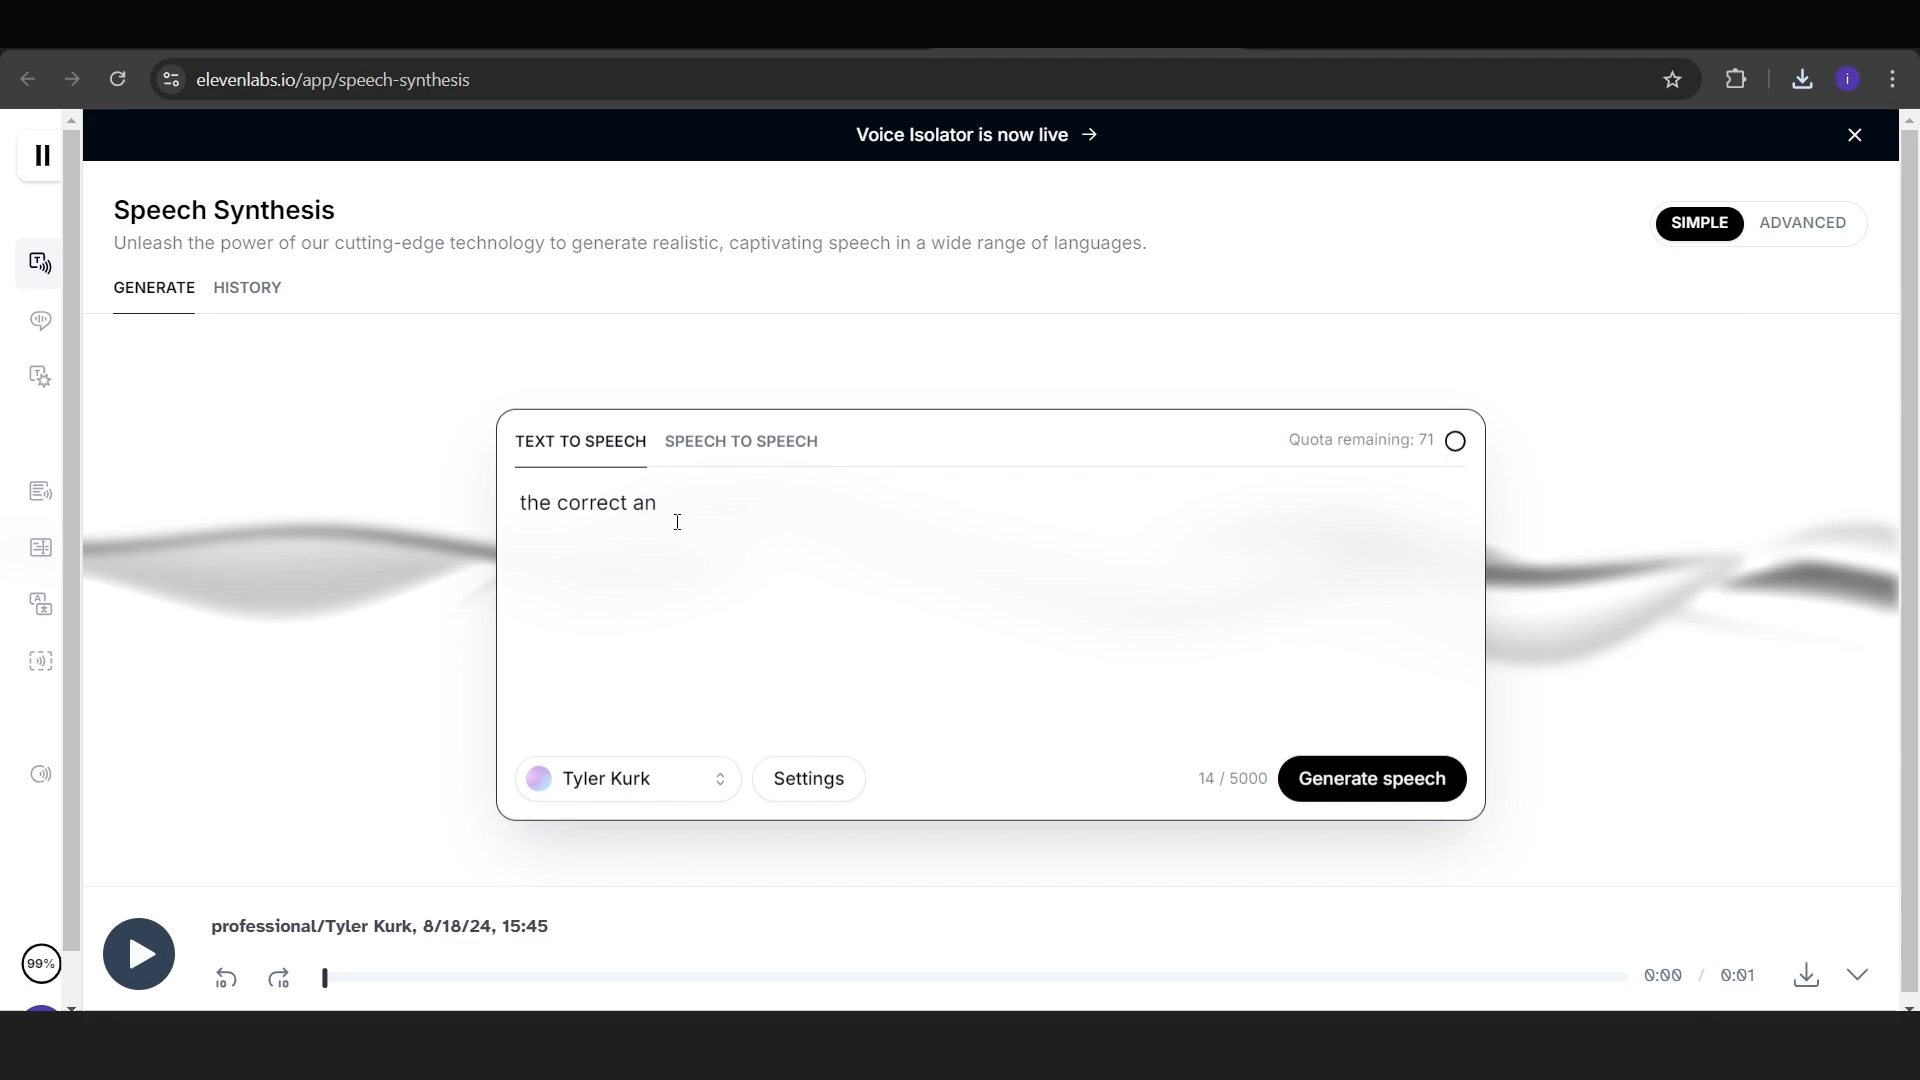 elevenlabs.io/app/speech-synthesis
i
Voice Isolator is now live →
Speech Synthesis
SIMPLE ADVANCED
Unleash the power of our cutting-edge technology to generate realistic, captivating speech in a wide range of languages.
GENERATE HISTORY
TEXT TO SPEECH SPEECH TO SPEECH Quota remaining: 71
the correct an
Tyler Kurk Settings 14 / 5000 Generate speech
professional/Tyler Kurk, 8/18/24, 15:45
99%
10 10 0:00 / 0:01